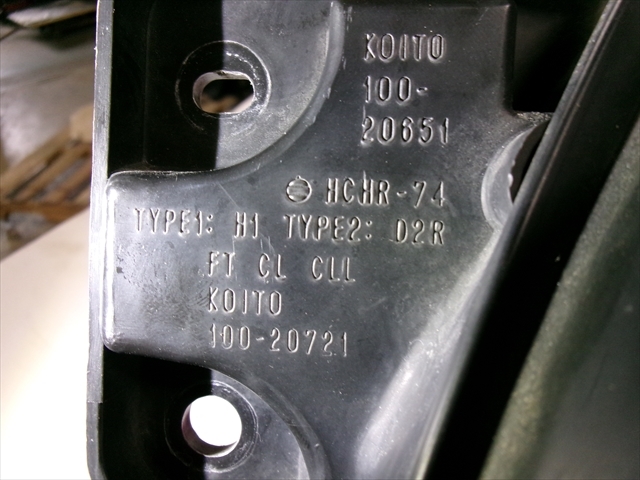 KOITO
100-
20651
HCHR-74
TYPE1: H1 TYPE2: D2R
FT CL CLL
KOITO
100-20721